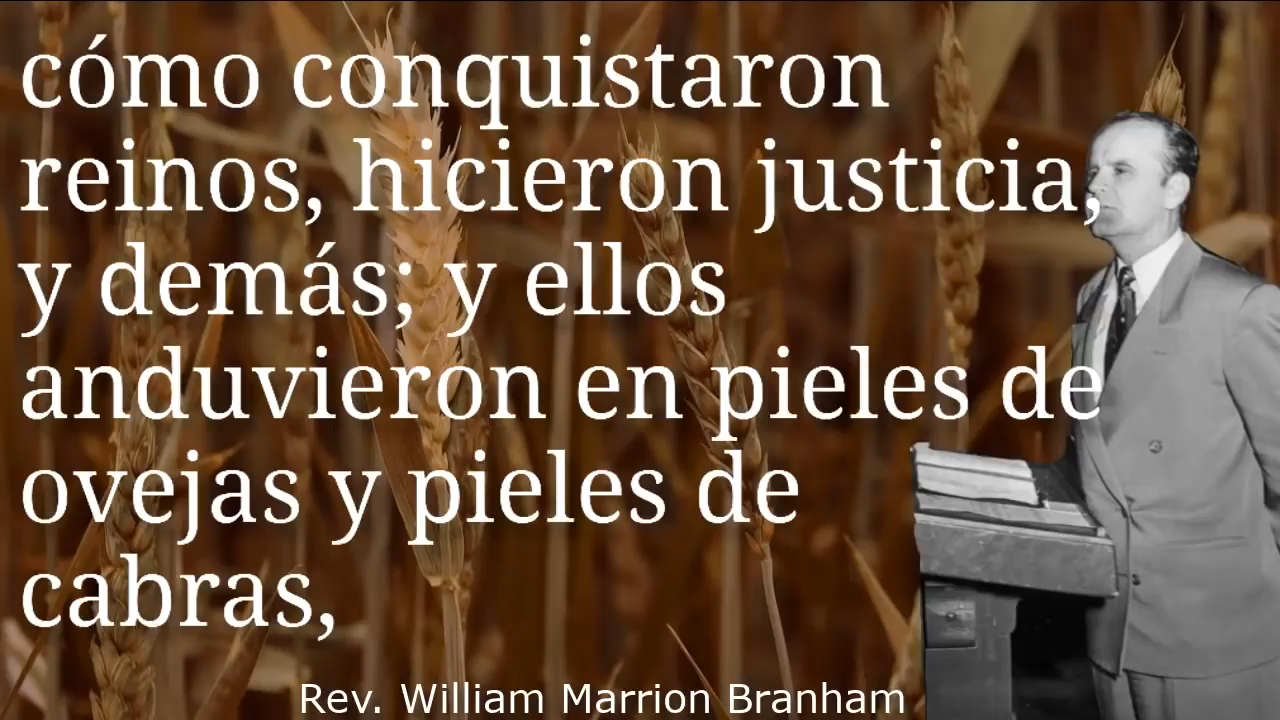 cómo conquistaron
reinos, hicieron justicia,
y demás; y ellos
anduvieron en pieles de
ovejas y pieles de
cabras,
Rev. William Marrion Branham